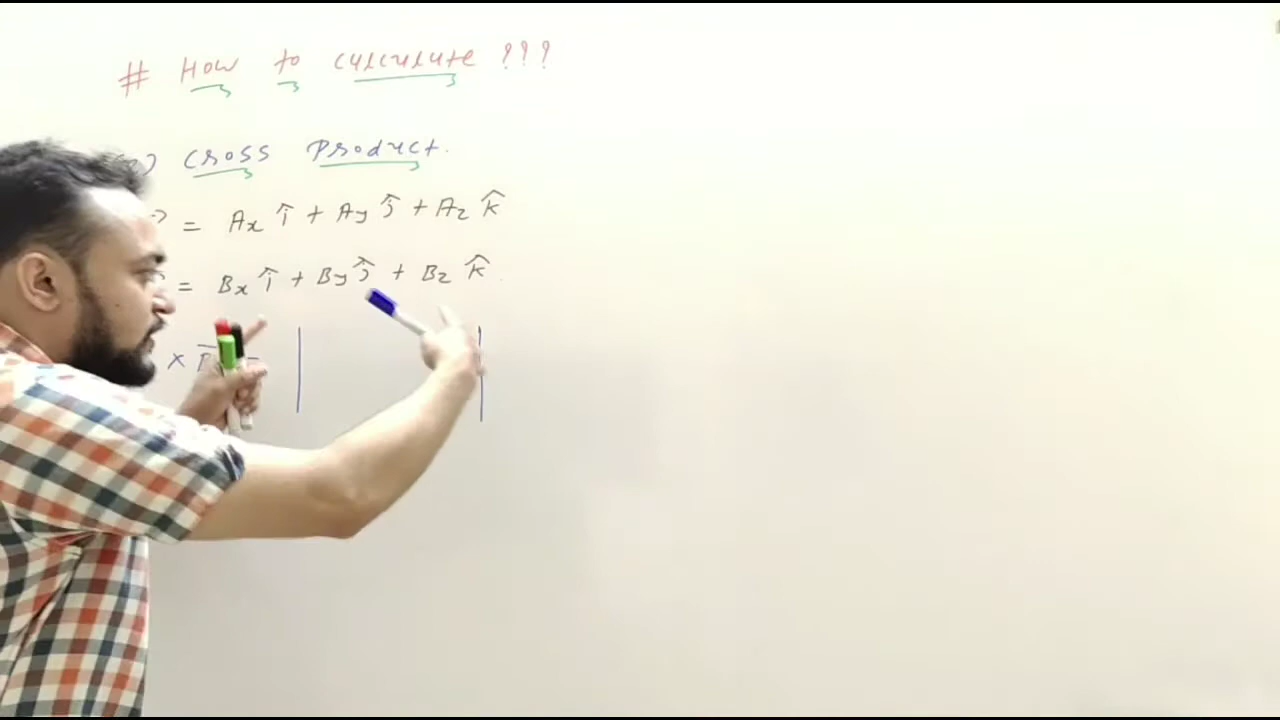 # How to calculate ???
) Cross Product.
= Ax î + Ay ĵ + Az k̂
= Bx î + By ĵ + Bz k̂
× B =